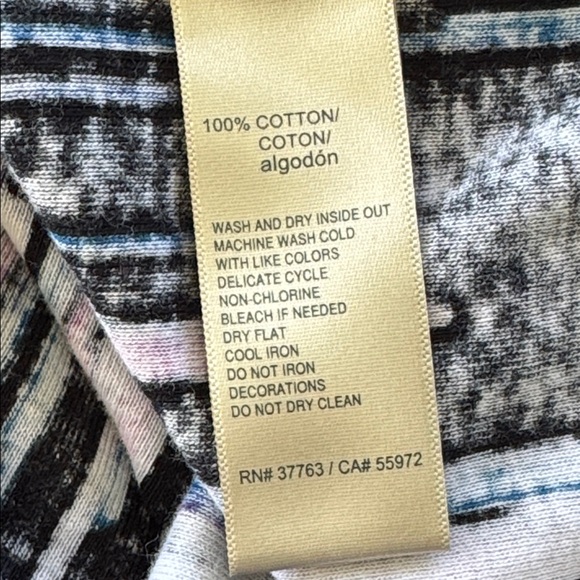 100% COTTON/
COTON/
algodón
WASH AND DRY INSIDE OUT
MACHINE WASH COLD
WITH LIKE COLORS
DELICATE CYCLE
NON-CHLORINE
BLEACH IF NEEDED
DRY FLAT
COOL IRON
DO NOT IRON
DECORATIONS
DO NOT DRY CLEAN
RN# 37763 / CA# 55972